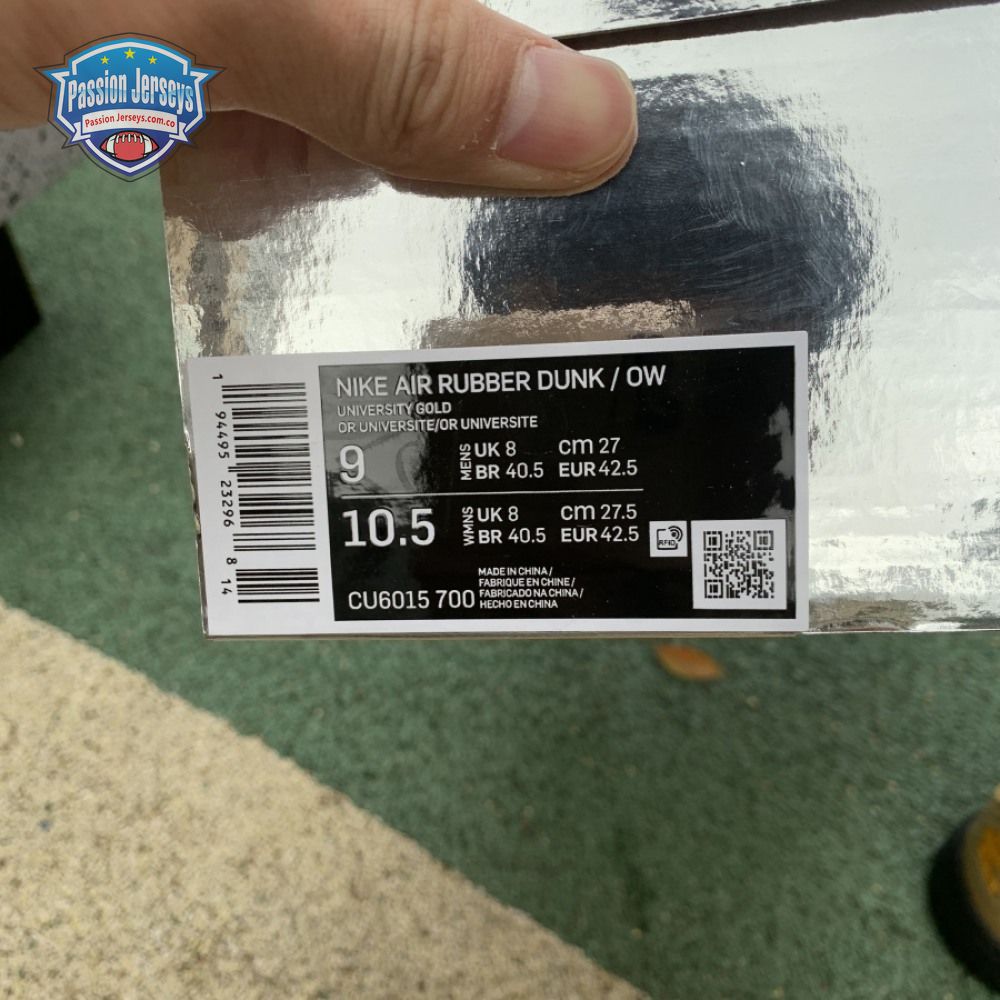 Passion Jerseys
Passion Jerseys.com.co
NIKE AIR RUBBER DUNK / OW
UNIVERSITY GOLD
OR UNIVERSITE/OR UNIVERSITE
9 MENS UK 8 CM 27
BR 40.5 EUR 42.5
10.5 WMNS UK 8 CM 27.5
BR 40.5 EUR 42.5
RFID
MADE IN CHINA /
FABRIQUE EN CHINE /
CU6015 700 FABRICADO NA CHINA /
HECHO EN CHINA
1 94495 23296 8 14